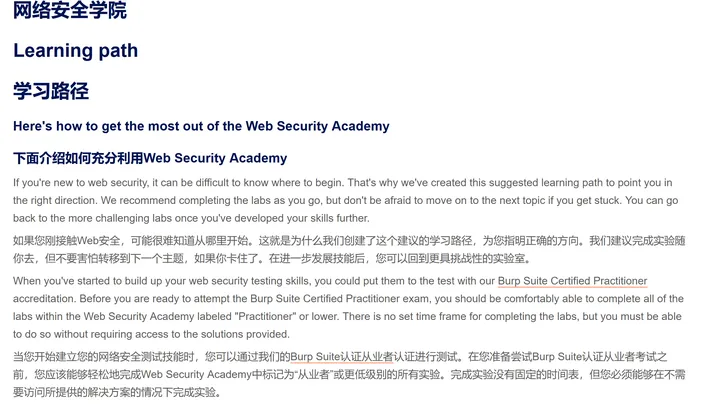 网络安全学院
Learning path
学习路径
Here's how to get the most out of the Web Security Academy
下面介绍如何充分利用Web Security Academy
If you're new to web security, it can be difficult to know where to begin. That's why we've created this suggested learning path to point you in
the right direction. We recommend completing the labs as you go, but don't be afraid to move on to the next topic if you get stuck. You can go
back to the more challenging labs once you've developed your skills further.
如果您刚接触Web安全，可能很难知道从哪里开始。这就是为什么我们创建了这个建议的学习路径，为您指明正确的方向。我们建议完成实验随
你去，但不要害怕转移到下一个主题，如果你卡住了。在进一步发展技能后，您可以回到更具挑战性的实验室。
When you've started to build up your web security testing skills, you could put them to the test with our Burp Suite Certified Practitioner
accreditation. Before you are ready to attempt the Burp Suite Certified Practitioner exam, you should be comfortably able to complete all of the
labs within the Web Security Academy labeled "Practitioner" or lower. There is no set time frame for completing the labs, but you must be able
to do so without requiring access to the solutions provided.
当您开始建立您的网络安全测试技能时，您可以通过我们的Burp Suite认证从业者认证进行测试。在您准备尝试Burp Suite认证从业者考试之
前，您应该能够轻松地完成Web Security Academy中标记为“从业者”或更低级别的所有实验。完成实验没有固定的时间表，但您必须能够在不需
要访问所提供的解决方案的情况下完成实验。